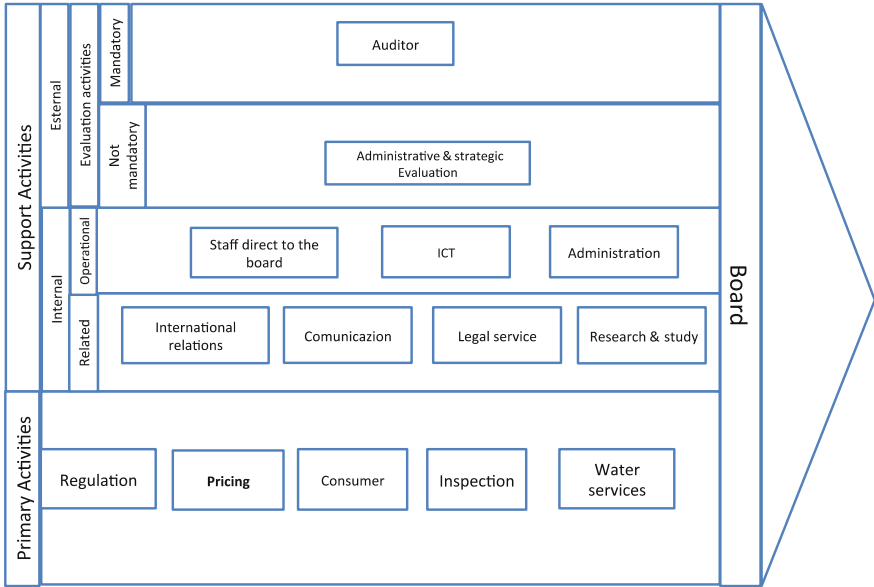 Support Activities
Esternal
Evaluation activities
Mandatory
Auditor
Not
mandatory
Administrative & strategic
Evaluation
Internal
Operational
Staff direct to the
board
ICT
Administration
Related
International
relations
Comunicazion
Legal service
Research & study
Board
Primary Activities
Regulation
Pricing
Consumer
Inspection
Water
services